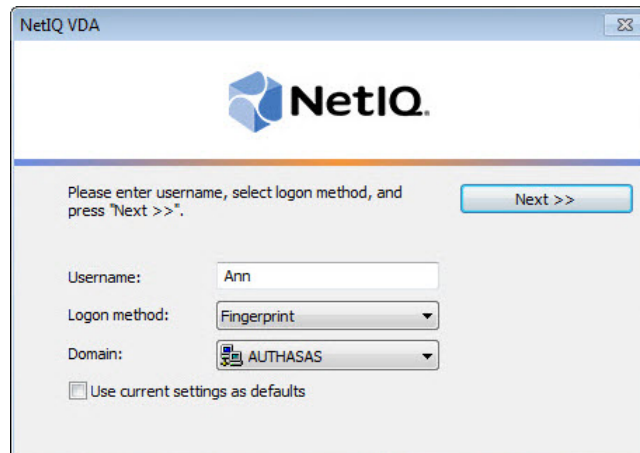 NetIQ VDA
NetIQ.
Please enter username, select logon method, and
press "Next >>".
Next >>
Username:
Ann
Logon method:
Fingerprint
Domain:
AUTHASAS
Use current settings as defaults